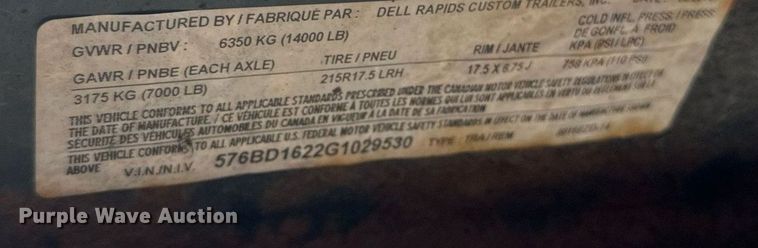 MANUFACTURED BY / FABRIQUÉ PAR : DELL RAPIDS CUSTOM TRAILERS, INC.
GVWR / PNBV : 6350 KG (14000 LB)
COLD INFL. PRESS./ PRESS
DE GONFL. À FROID
GAWR / PNBE (EACH AXLE) TIRE / PNEU RIM / JANTE KPA (PSI/LPC)
3175 KG (7000 LB) 215R17.5 LRH 17.5 X 6.75 J 758 KPA (110 PSI)
THIS VEHICLE CONFORMS TO ALL APPLICABLE STANDARDS PRESCRIBED UNDER THE CANADIAN MOTOR VEHICLE SAFETY REGULATIONS IN EFFECT ON
THE DATE OF MANUFACTURE. / CE VÉHICULE EST CONFORME À TOUTES LES NORMES QUI LUI SONT APPLICABLES EN VERTU DU RÈGLEMENT SUR LA
SÉCURITÉ DES VÉHICULES AUTOMOBILES DU CANADA EN VIGUEUR À LA DATE DE SA FABRICATION
THIS VEHICLE CONFORMS TO ALL APPLICABLE U.S. FEDERAL MOTOR VEHICLE SAFETY STANDARDS IN EFFECT ON THE DATE OF MANUFACTURE SHOWN
ABOVE V.I.N./N.I.V. 576BD1622G1029530 TYPE : TRA/REM
Purple Wave Auction